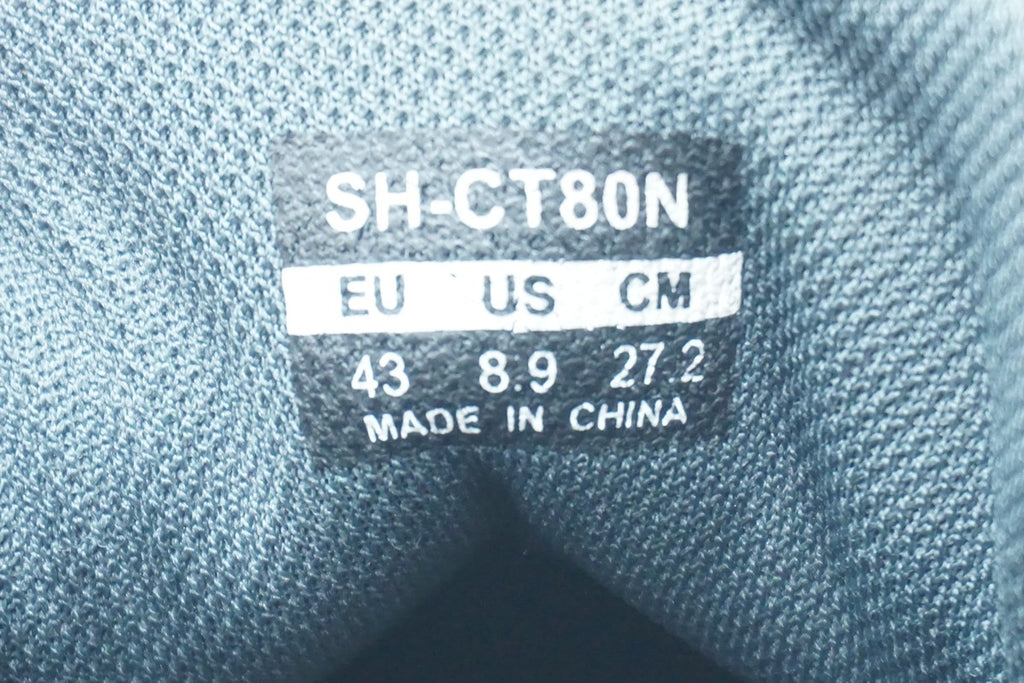 SH-CT80N
EU US CM
43 8.9 27.2
MADE IN CHINA